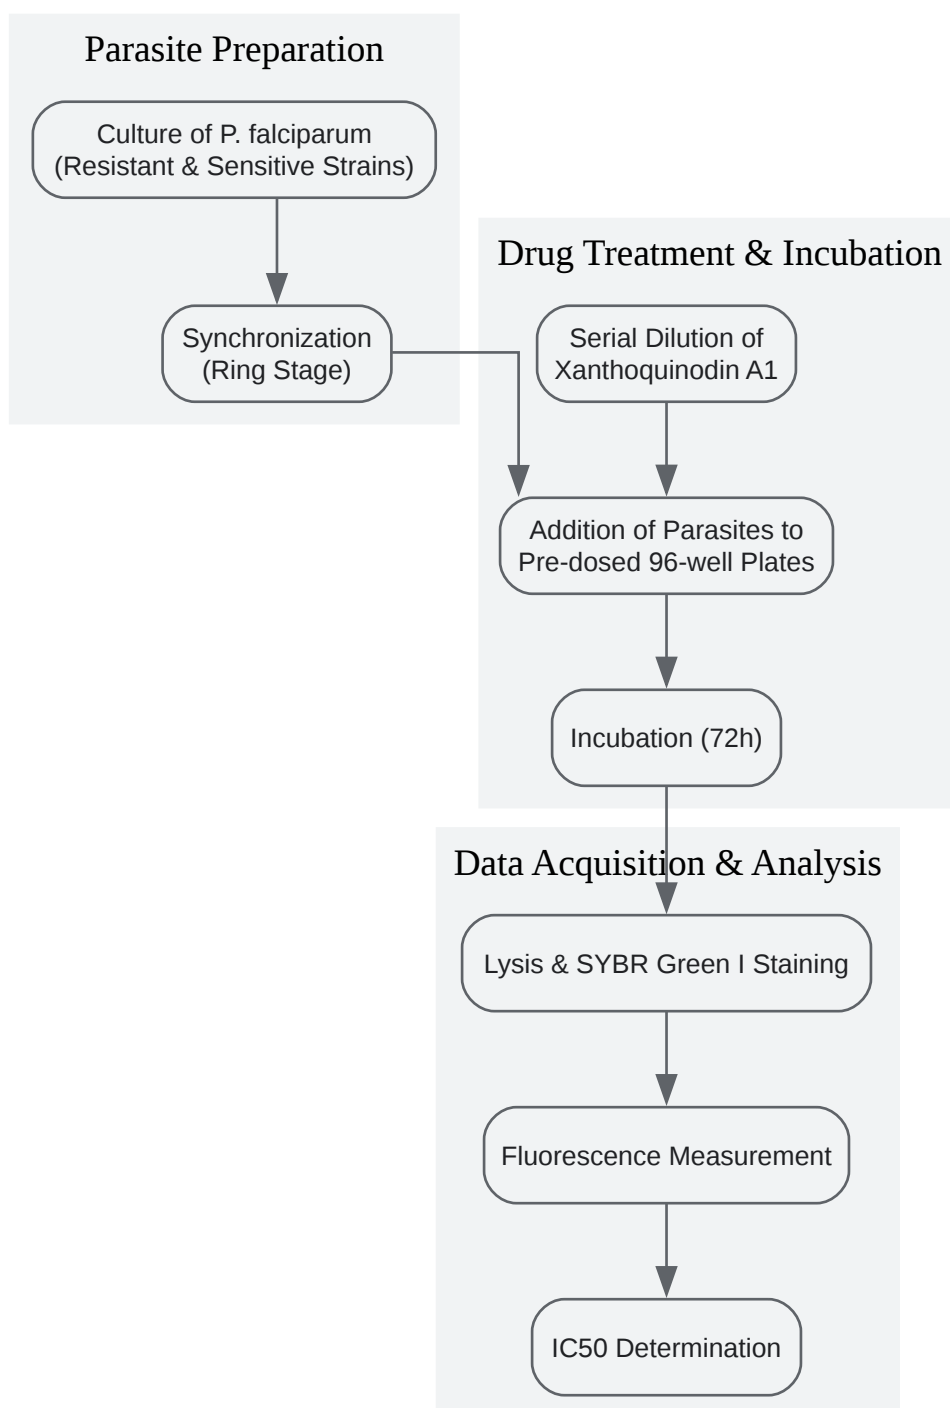 Parasite Preparation
Culture of P. falciparum
(Resistant & Sensitive Strains)
Synchronization
(Ring Stage)
Drug Treatment & Incubation
Serial Dilution of
Xanthoquinodin A1
Addition of Parasites to
Pre-dosed 96-well Plates
Incubation (72h)
Data Acquisition & Analysis
Lysis & SYBR Green I Staining
Fluorescence Measurement
IC50 Determination